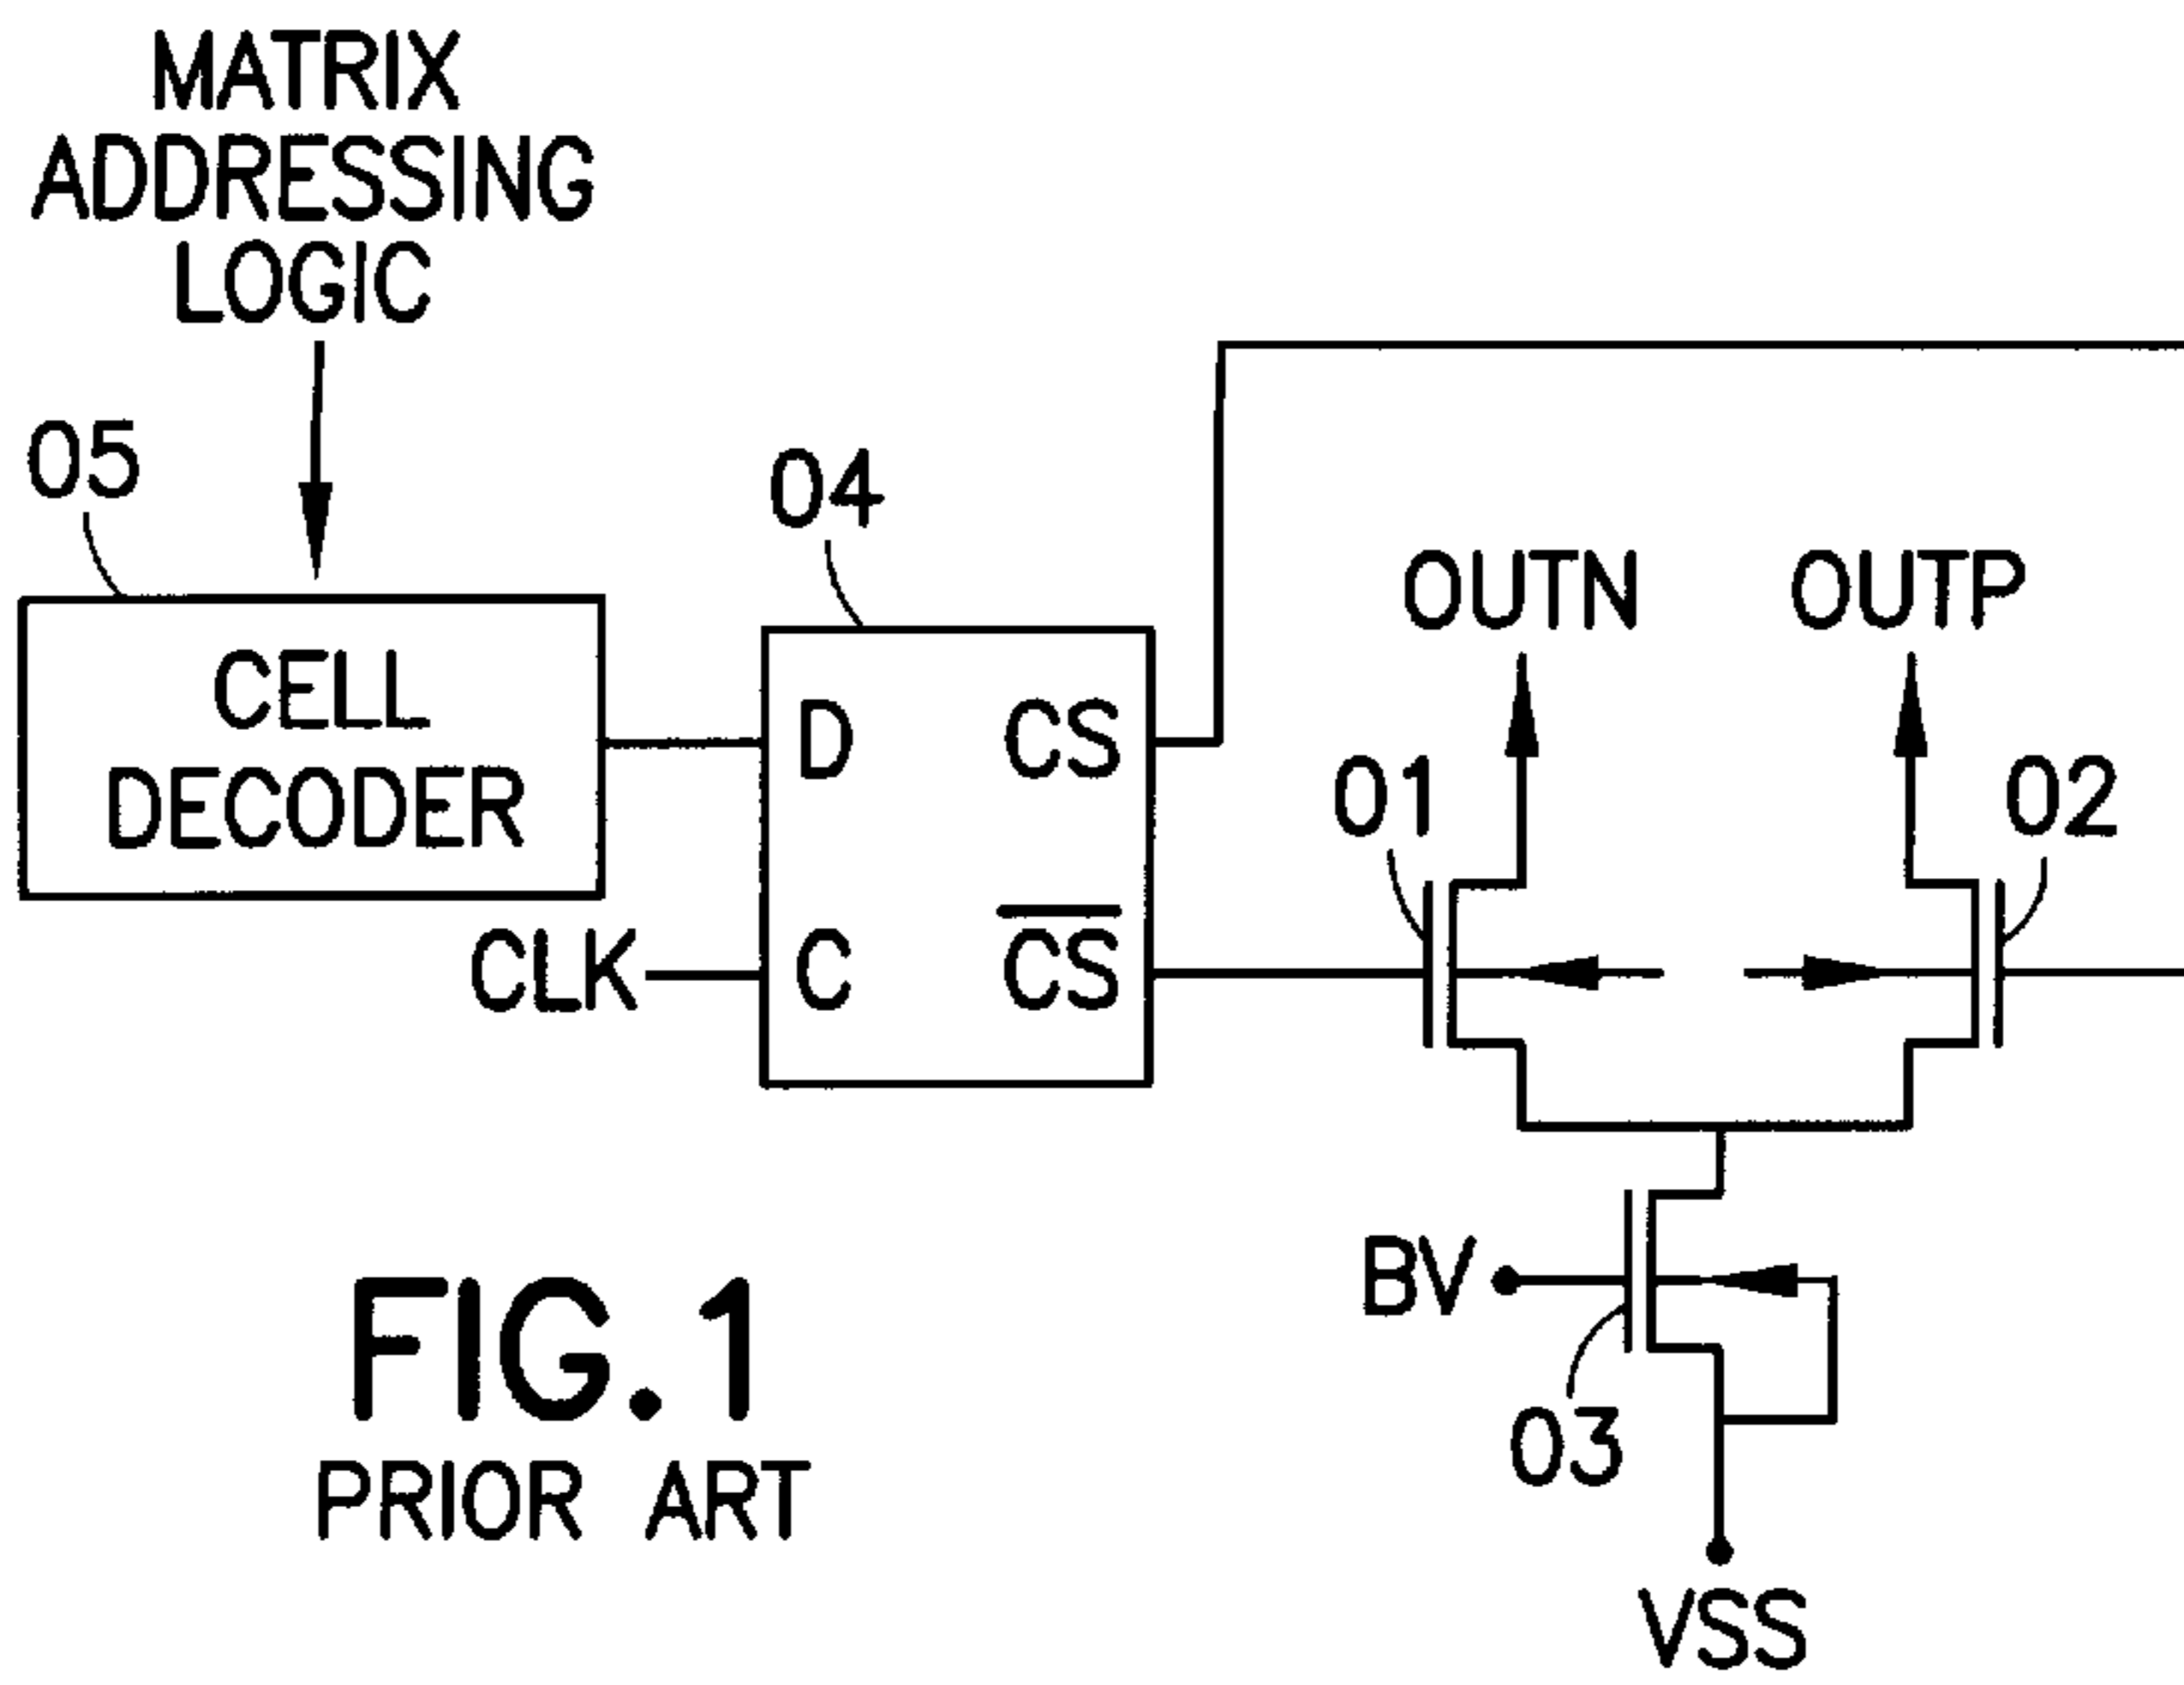 MATRIX
ADDRESSING
LOGIC
05
04
OUTN OUTP
CELL
DECODER
D CS
01 02
CLK C C̅S̅
BV
FIG.1
03
PRIOR ART
VSS